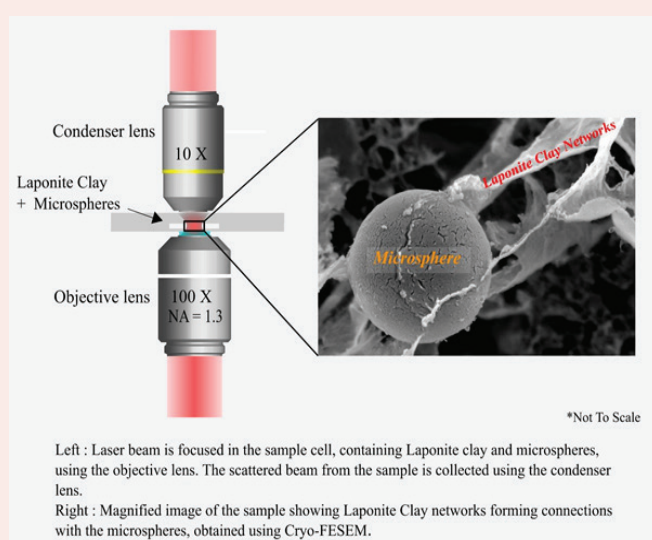 Condenser lens
10 X
Laponite Clay
+ Microspheres
Objective lens
100 X
NA = 1.3
Laponite Clay Networks
Microsphere
*Not To Scale
Left : Laser beam is focused in the sample cell, containing Laponite clay and microspheres,
using the objective lens. The scattered beam from the sample is collected using the condenser
lens.
Right : Magnified image of the sample showing Laponite Clay networks forming connections
with the microspheres, obtained using Cryo-FESEM.